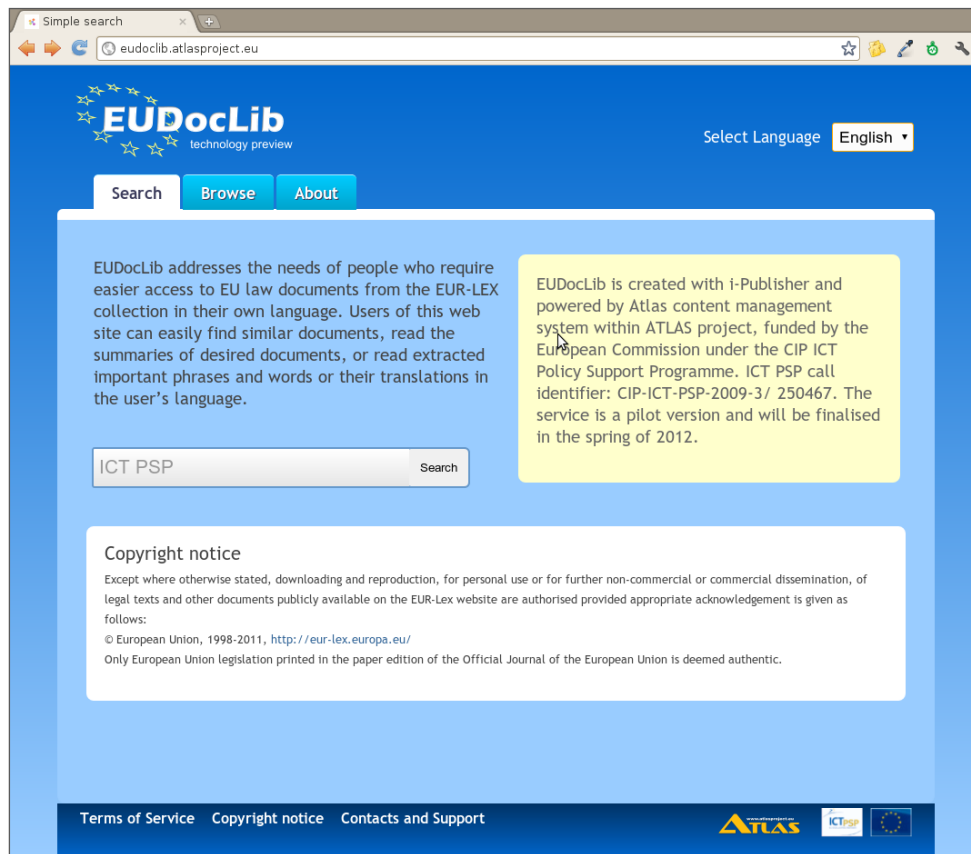 Simple search
eudoclib.atlasproject.eu
EUDocLib
technology preview
Select Language English
Search Browse About
EUDocLib addresses the needs of people who require
easier access to EU law documents from the EUR-LEX
collection in their own language. Users of this web
site can easily find similar documents, read the
summaries of desired documents, or read extracted
important phrases and words or their translations in
the user's language.
EUDocLib is created with i-Publisher and
powered by Atlas content management
system within ATLAS project, funded by the
European Commission under the CIP ICT
Policy Support Programme. ICT PSP call
identifier: CIP-ICT-PSP-2009-3/ 250467. The
service is a pilot version and will be finalised
in the spring of 2012.
ICT PSP Search
Copyright notice
Except where otherwise stated, downloading and reproduction, for personal use or for further non-commercial or commercial dissemination, of
legal texts and other documents publicly available on the EUR-Lex website are authorised provided appropriate acknowledgement is given as
follows:
© European Union, 1998-2011, http://eur-lex.europa.eu/
Only European Union legislation printed in the paper edition of the Official Journal of the European Union is deemed authentic.
Terms of Service Copyright notice Contacts and Support
www.atlasproject.eu
ATLAS ICTPSP